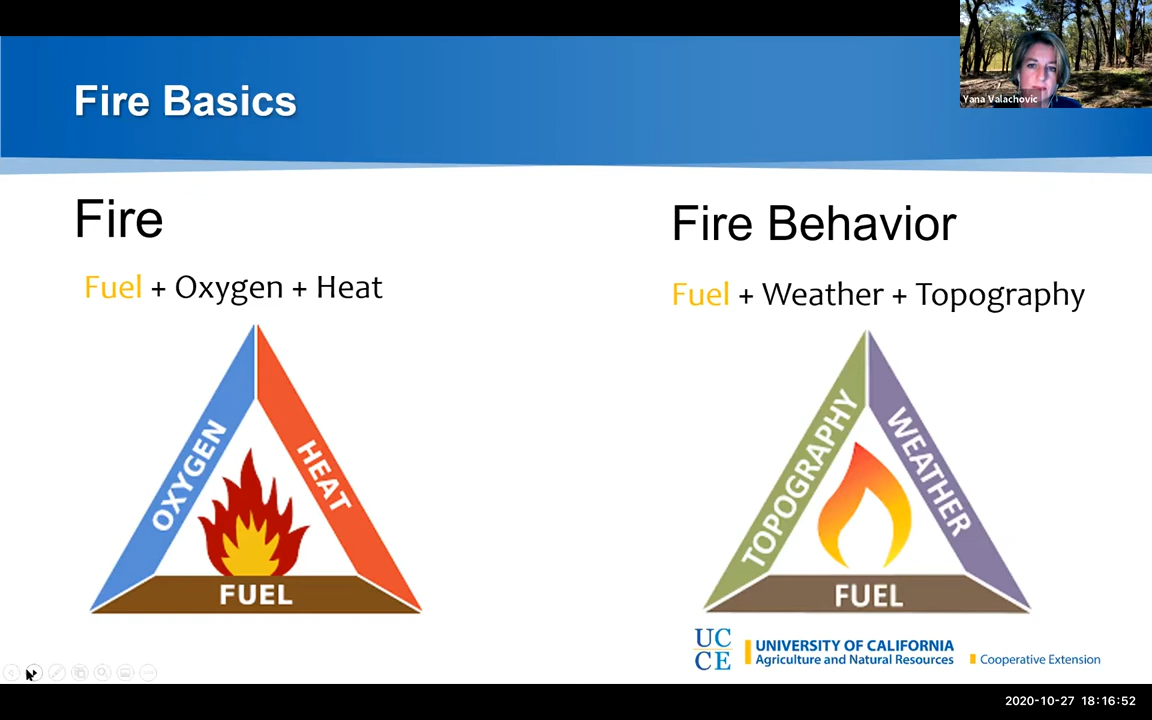 Fire Basics
Yana Valachovic
Fire
Fuel + Oxygen + Heat
OXYGEN
HEAT
FUEL
Fire Behavior
Fuel + Weather + Topography
TOPOGRAPHY
WEATHER
FUEL
UC
CE
UNIVERSITY OF CALIFORNIA
Agriculture and Natural Resources
Cooperative Extension
2020-10-27 18:16:52